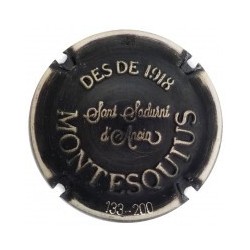 DES DE 1918
Sant Sadurní
d'Anoia
MONTESQUIUS
133-200